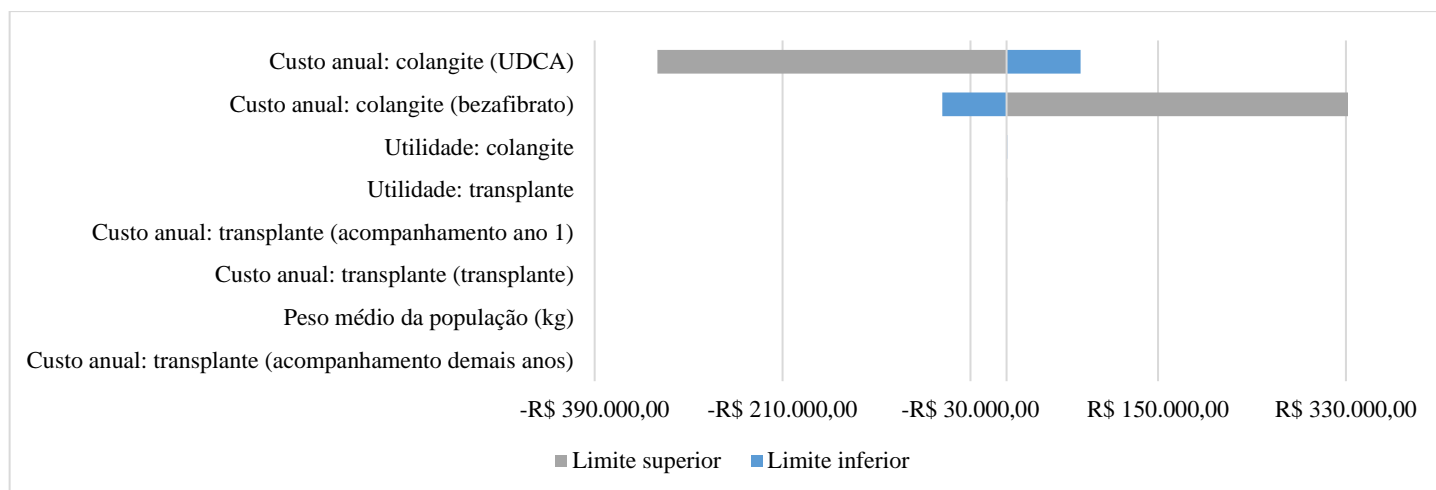 Custo anual: colangite (UDCA)
Custo anual: colangite (bezafibrato)
Utilidade: colangite
Utilidade: transplante
Custo anual: transplante (acompanhamento ano 1)
Custo anual: transplante (transplante)
Peso médio da população (kg)
Custo anual: transplante (acompanhamento demais anos)
-R$ 390.000,00 -R$ 210.000,00 -R$ 30.000,00 R$ 150.000,00 R$ 330.000,00
Limite superior Limite inferior